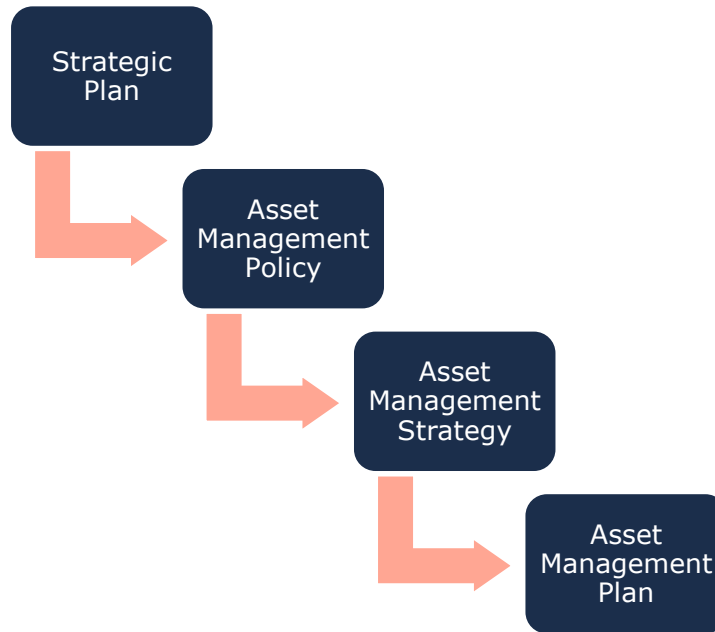 Strategic
Plan
Asset
Management
Policy
Asset
Management
Strategy
Asset
Management
Plan